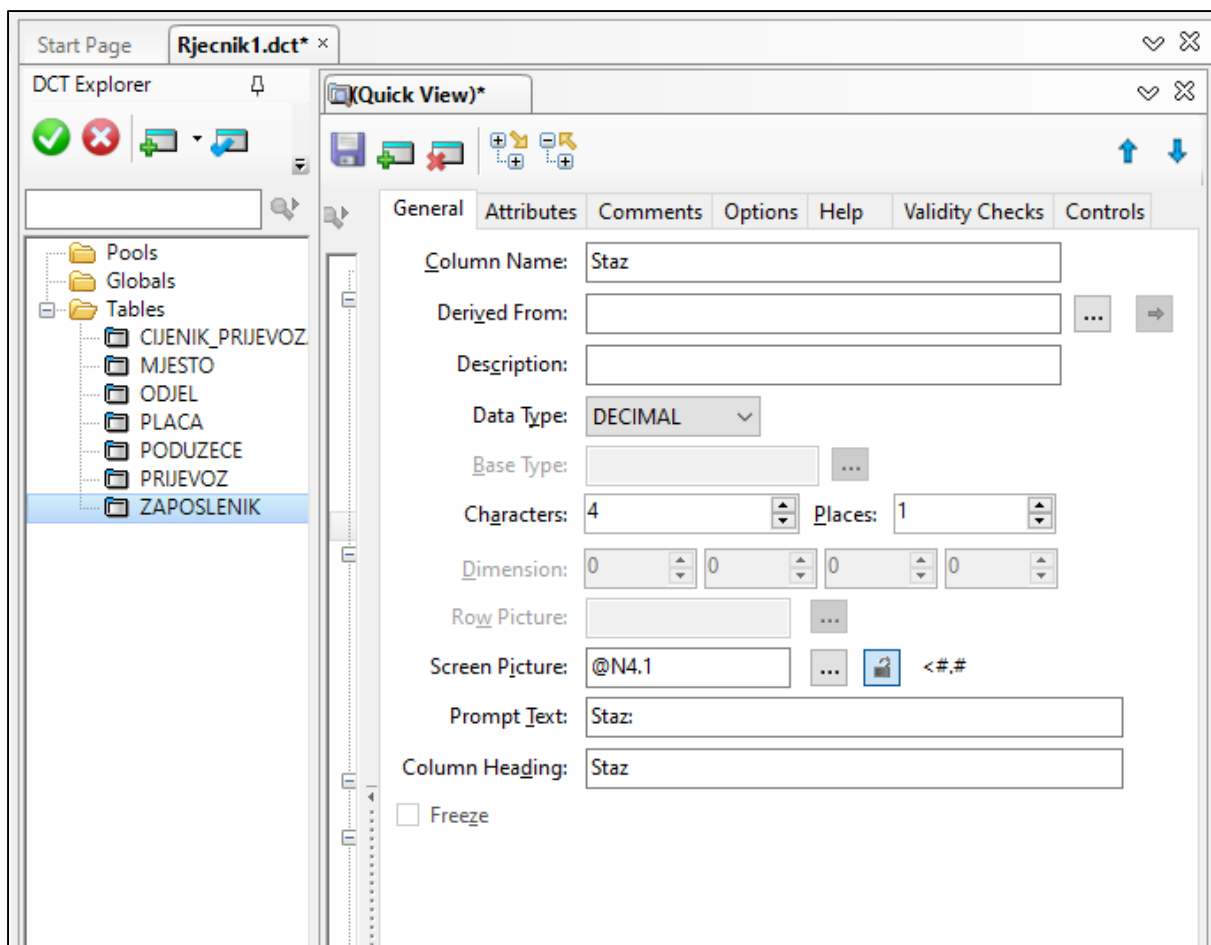 Start Page Rjecnik1.dct* ×
DCT Explorer
(Quick View)*
General Attributes Comments Options Help Validity Checks Controls
Pools
Globals
Tables
CIJENIK_PRIJEVOZ.
MJESTO
ODJEL
PLACA
PODUZECE
PRIJEVOZ
ZAPOSLENIK
Column Name: Staz
Derived From: ...
Description:
Data Type: DECIMAL
Base Type: ...
Characters: 4 Places: 1
Dimension: 0 0 0 0
Row Picture: ...
Screen Picture: @N4.1 ... <#.#
Prompt Text: Staz:
Column Heading: Staz
Freeze